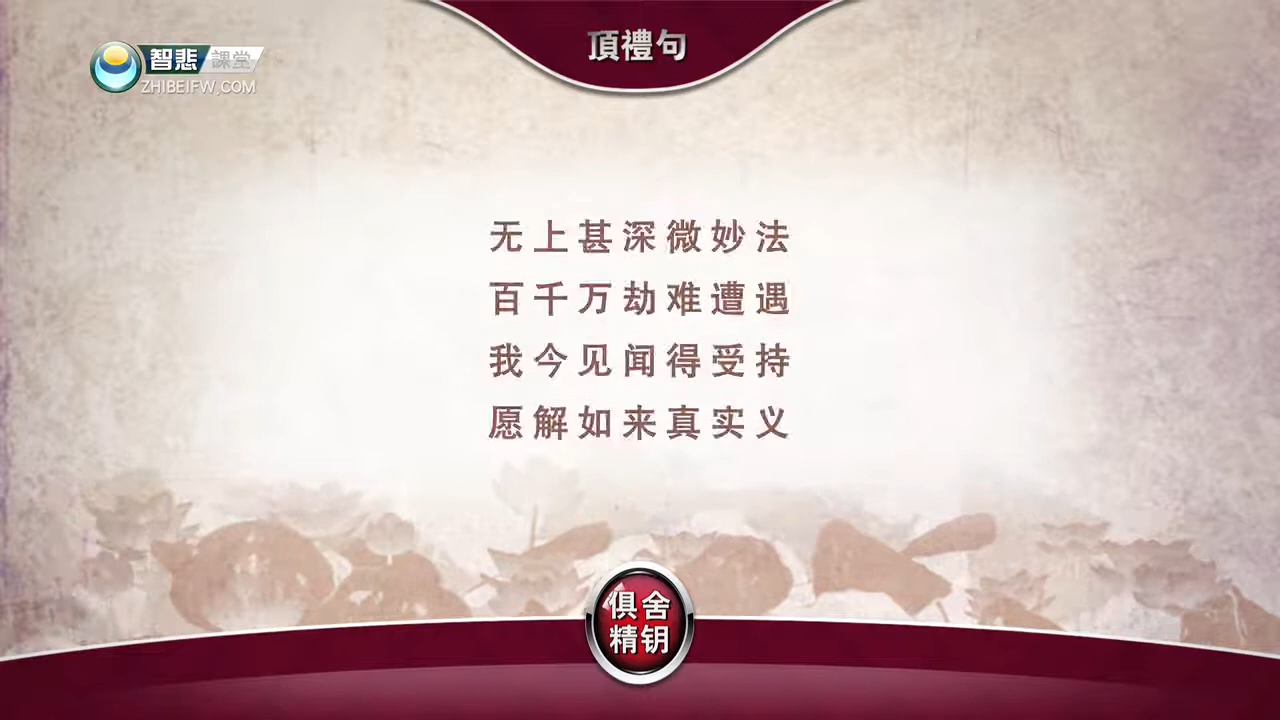 頂禮句
智悲課堂
ZHIBEIFW.COM
无上甚深微妙法
百千万劫难遭遇
我今见闻得受持
愿解如来真实义
俱舍
精钥